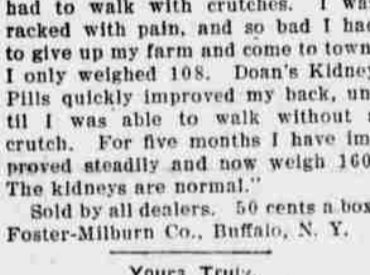 had to walk with crutches. I wa
racked with pain, and so bad I had
to give up my farm and come to town
I only weighed 108. Doan's Kidney
Pills quickly improved my back, un
til I was able to walk without a
crutch. For five months I have im
proved steadily and now weigh 160
The kidneys are normal."
Sold by all dealers. 50 cents a box
Foster-Milburn Co., Buffalo, N. Y.
Yours Truly